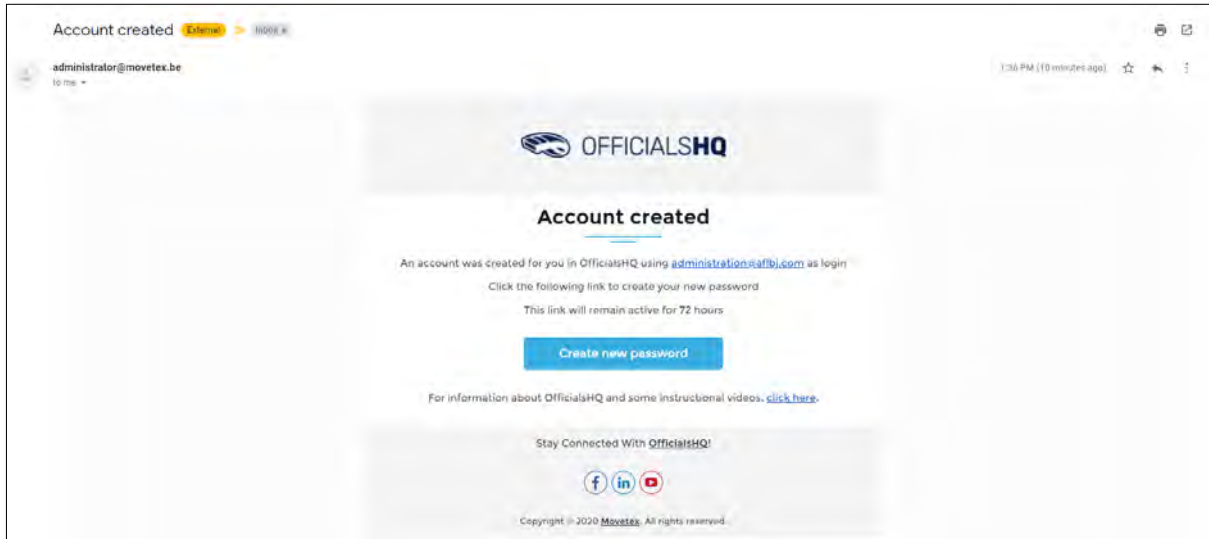 Account created External Inbox x
administrator@movetex.be
to me
1:36 PM (10 minutes ago)
OFFICIALSHQ
Account created
An account was created for you in OfficialsHQ using administration@aflbj.com as login
Click the following link to create your new password
This link will remain active for 72 hours
Create new password
For information about OfficialsHQ and some instructional videos, click here.
Stay Connected With OfficialsHQ!
f in
Copyright © 2020 Movetex. All rights reserved.